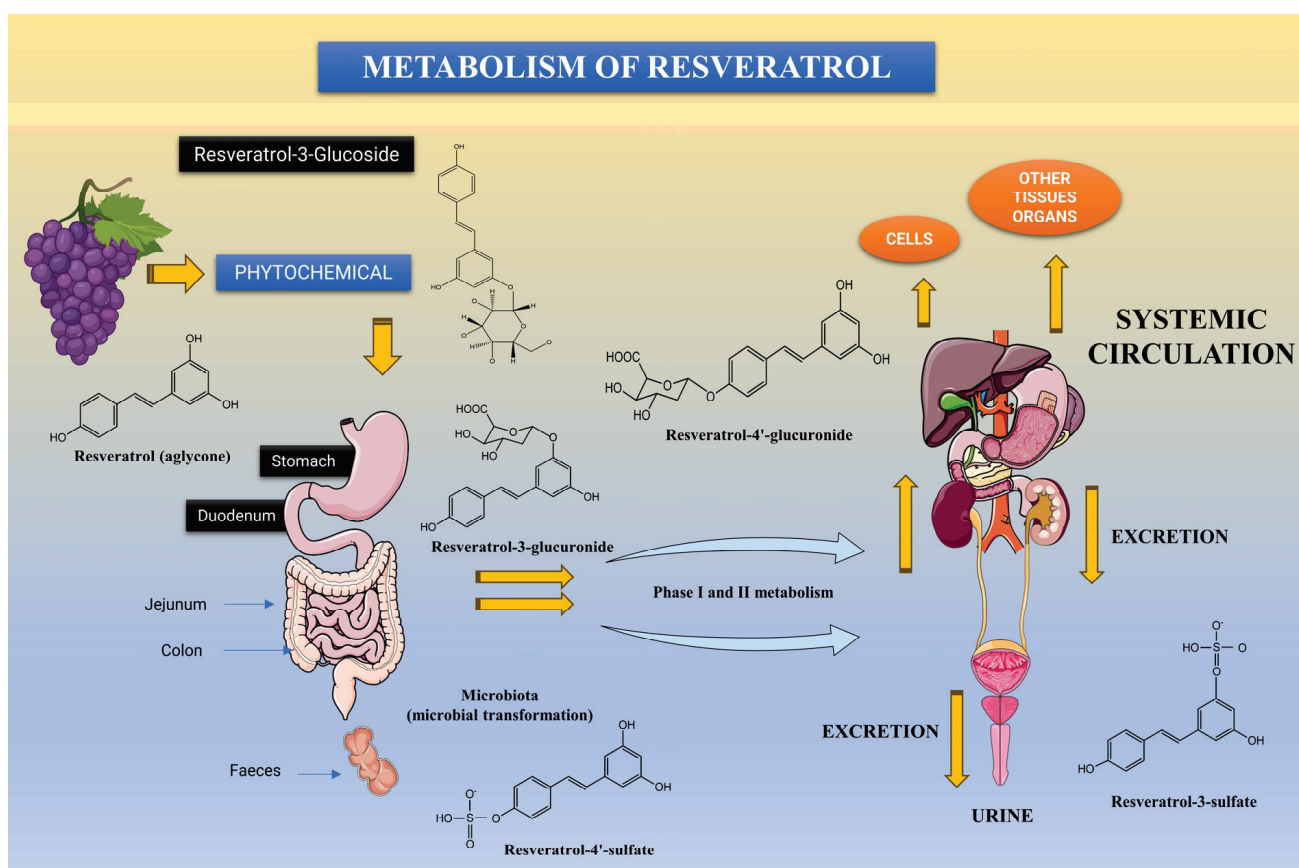 METABOLISM OF RESVERATROL
Resveratrol-3-Glucoside
OH
HO
O
H
H
O
H
O
H
O
H
O
PHYTOCHEMICAL
OH
OH
HO
Resveratrol (aglycone)
Stomach
Duodenum
Jejunum
Colon
Faeces
HOOC
HO
HO
O
O
OH
HO
Resveratrol-3-glucuronide
Microbiota
(microbial transformation)
OH
OH
O-
HO
S
O
O
Resveratrol-4'-sulfate
Phase I and II metabolism
OH
OH
HOOC
HO
HO
O
O
Resveratrol-4'-glucuronide
CELLS
OTHER
TISSUES
ORGANS
SYSTEMIC
CIRCULATION
EXCRETION
EXCRETION
URINE
O-
HO
S
O
O
OH
HO
Resveratrol-3-sulfate